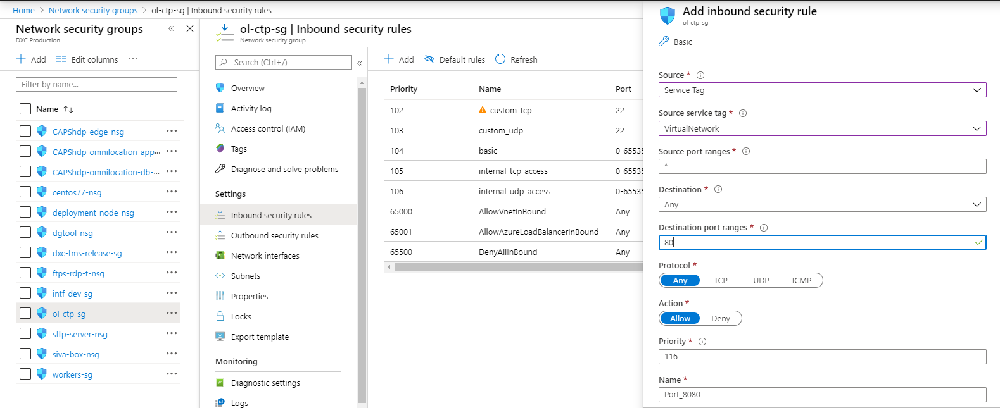 Home > Network security groups > ol-ctp-sg | Inbound security rules
Network security groups
DXC Production
Add Edit columns ...
Filter by name...
Name
CAPShdp-edge-nsg
CAPShdp-omnilocation-app...
CAPShdp-omnilocation-db-...
centos77-nsg
deployment-node-nsg
dgtool-nsg
dxc-tms-release-sg
ftps-rdp-t-nsg
intf-dev-sg
ol-ctp-sg
sftp-server-nsg
siva-box-nsg
workers-sg
ol-ctp-sg | Inbound security rules
Network security group
Search (Ctrl+/)
Overview
Activity log
Access control (IAM)
Tags
Diagnose and solve problems
Settings
Inbound security rules
Outbound security rules
Network interfaces
Subnets
Properties
Locks
Export template
Monitoring
Diagnostic settings
Logs
Add Default rules Refresh
Priority Name Port
102 custom_tcp 22
103 custom_udp 22
104 basic 0-65535
105 internal_tcp_access 0-65535
106 internal_udp_access 0-65535
65000 AllowVnetInBound Any
65001 AllowAzureLoadBalancerInBound Any
65500 DenyAllInBound Any
Add inbound security rule
ol-ctp-sg
Basic
Source *
Service Tag
Source service tag *
VirtualNetwork
Source port ranges *
*
Destination *
Any
Destination port ranges *
80
Protocol *
Any TCP UDP ICMP
Action *
Allow Deny
Priority *
116
Name *
Port_8080